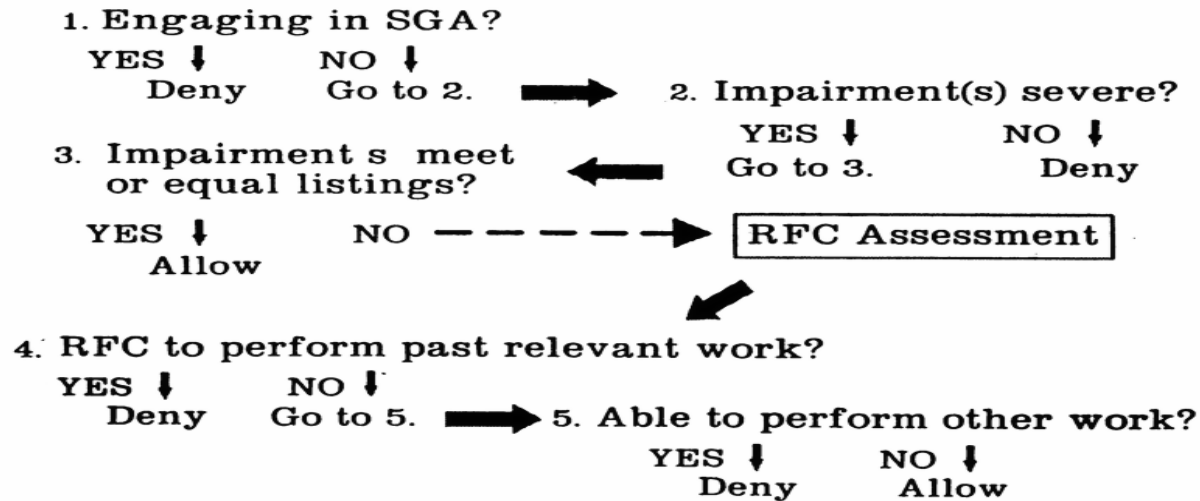 1. Engaging in SGA?
YES NO
Deny Go to 2.
2. Impairment(s) severe?
YES NO
Go to 3. Deny
3. Impairment s meet
or equal listings?
YES NO
Allow
RFC Assessment
4. RFC to perform past relevant work?
YES NO
Deny Go to 5.
5. Able to perform other work?
YES NO
Deny Allow